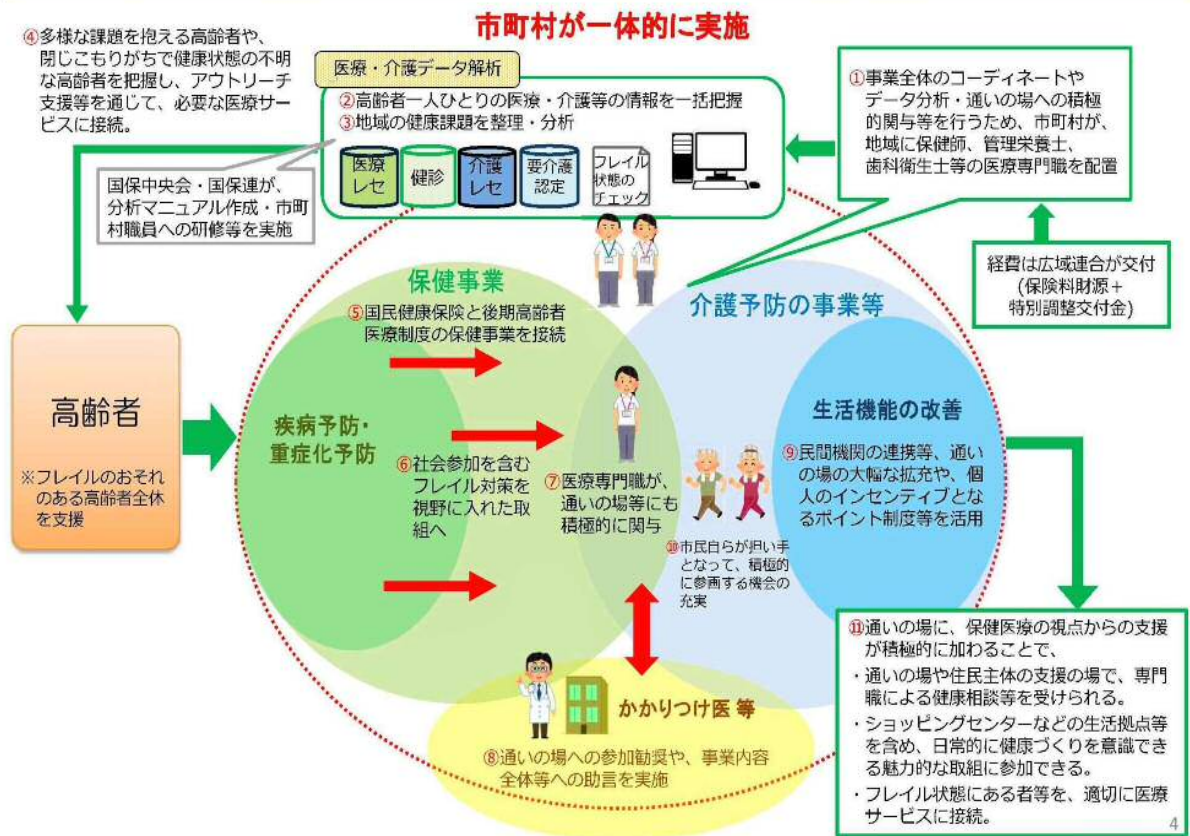 市町村が一体的に実施
④多様な課題を抱える高齢者や、
閉じこもりがちで健康状態の不明
な高齢者を把握し、アウトリーチ
支援等を通じて、必要な医療サー
ビスに接続。
医療・介護データ解析
②高齢者一人ひとりの医療・介護等の情報を一括把握
③地域の健康課題を整理・分析
医療
レセ
健診
介護
レセ
要介護
認定
フレイル
状態の
チェック
①事業全体のコーディネートや
データ分析・通いの場への積極
的関与等を行うため、市町村が、
地域に保健師、管理栄養士、
歯科衛生士等の医療専門職を配置
国保中央会・国保連が、
分析マニュアル作成・市町
村職員への研修等を実施
経費は広域連合が交付
(保険料財源+
特別調整交付金)
保健事業
⑤国民健康保険と後期高齢者
医療制度の保健事業を接続
介護予防の事業等
高齢者
※フレイルのおそれ
のある高齢者全体
を支援
疾病予防・
重症化予防
⑥社会参加を含む
フレイル対策を
視野に入れた取
組へ
⑦医療専門職が、
通いの場等にも
積極的に関与
生活機能の改善
⑨民間機関の連携等、通い
の場の大幅な拡充や、個
人のインセンティブとな
るポイント制度等を活用
⑩市民自らが担い手
となって、積極的
に参画する機会の
充実
かかりつけ医 等
⑧通いの場への参加勧奨や、事業内容
全体等への助言を実施
⑪通いの場に、保健医療の視点からの支援
が積極的に加わることで、
・通いの場や住民主体の支援の場で、専門
職による健康相談等を受けられる。
・ショッピングセンターなどの生活拠点等
を含め、日常的に健康づくりを意識でき
る魅力的な取組に参加できる。
・フレイル状態にある者等を、適切に医療
サービスに接続。
4